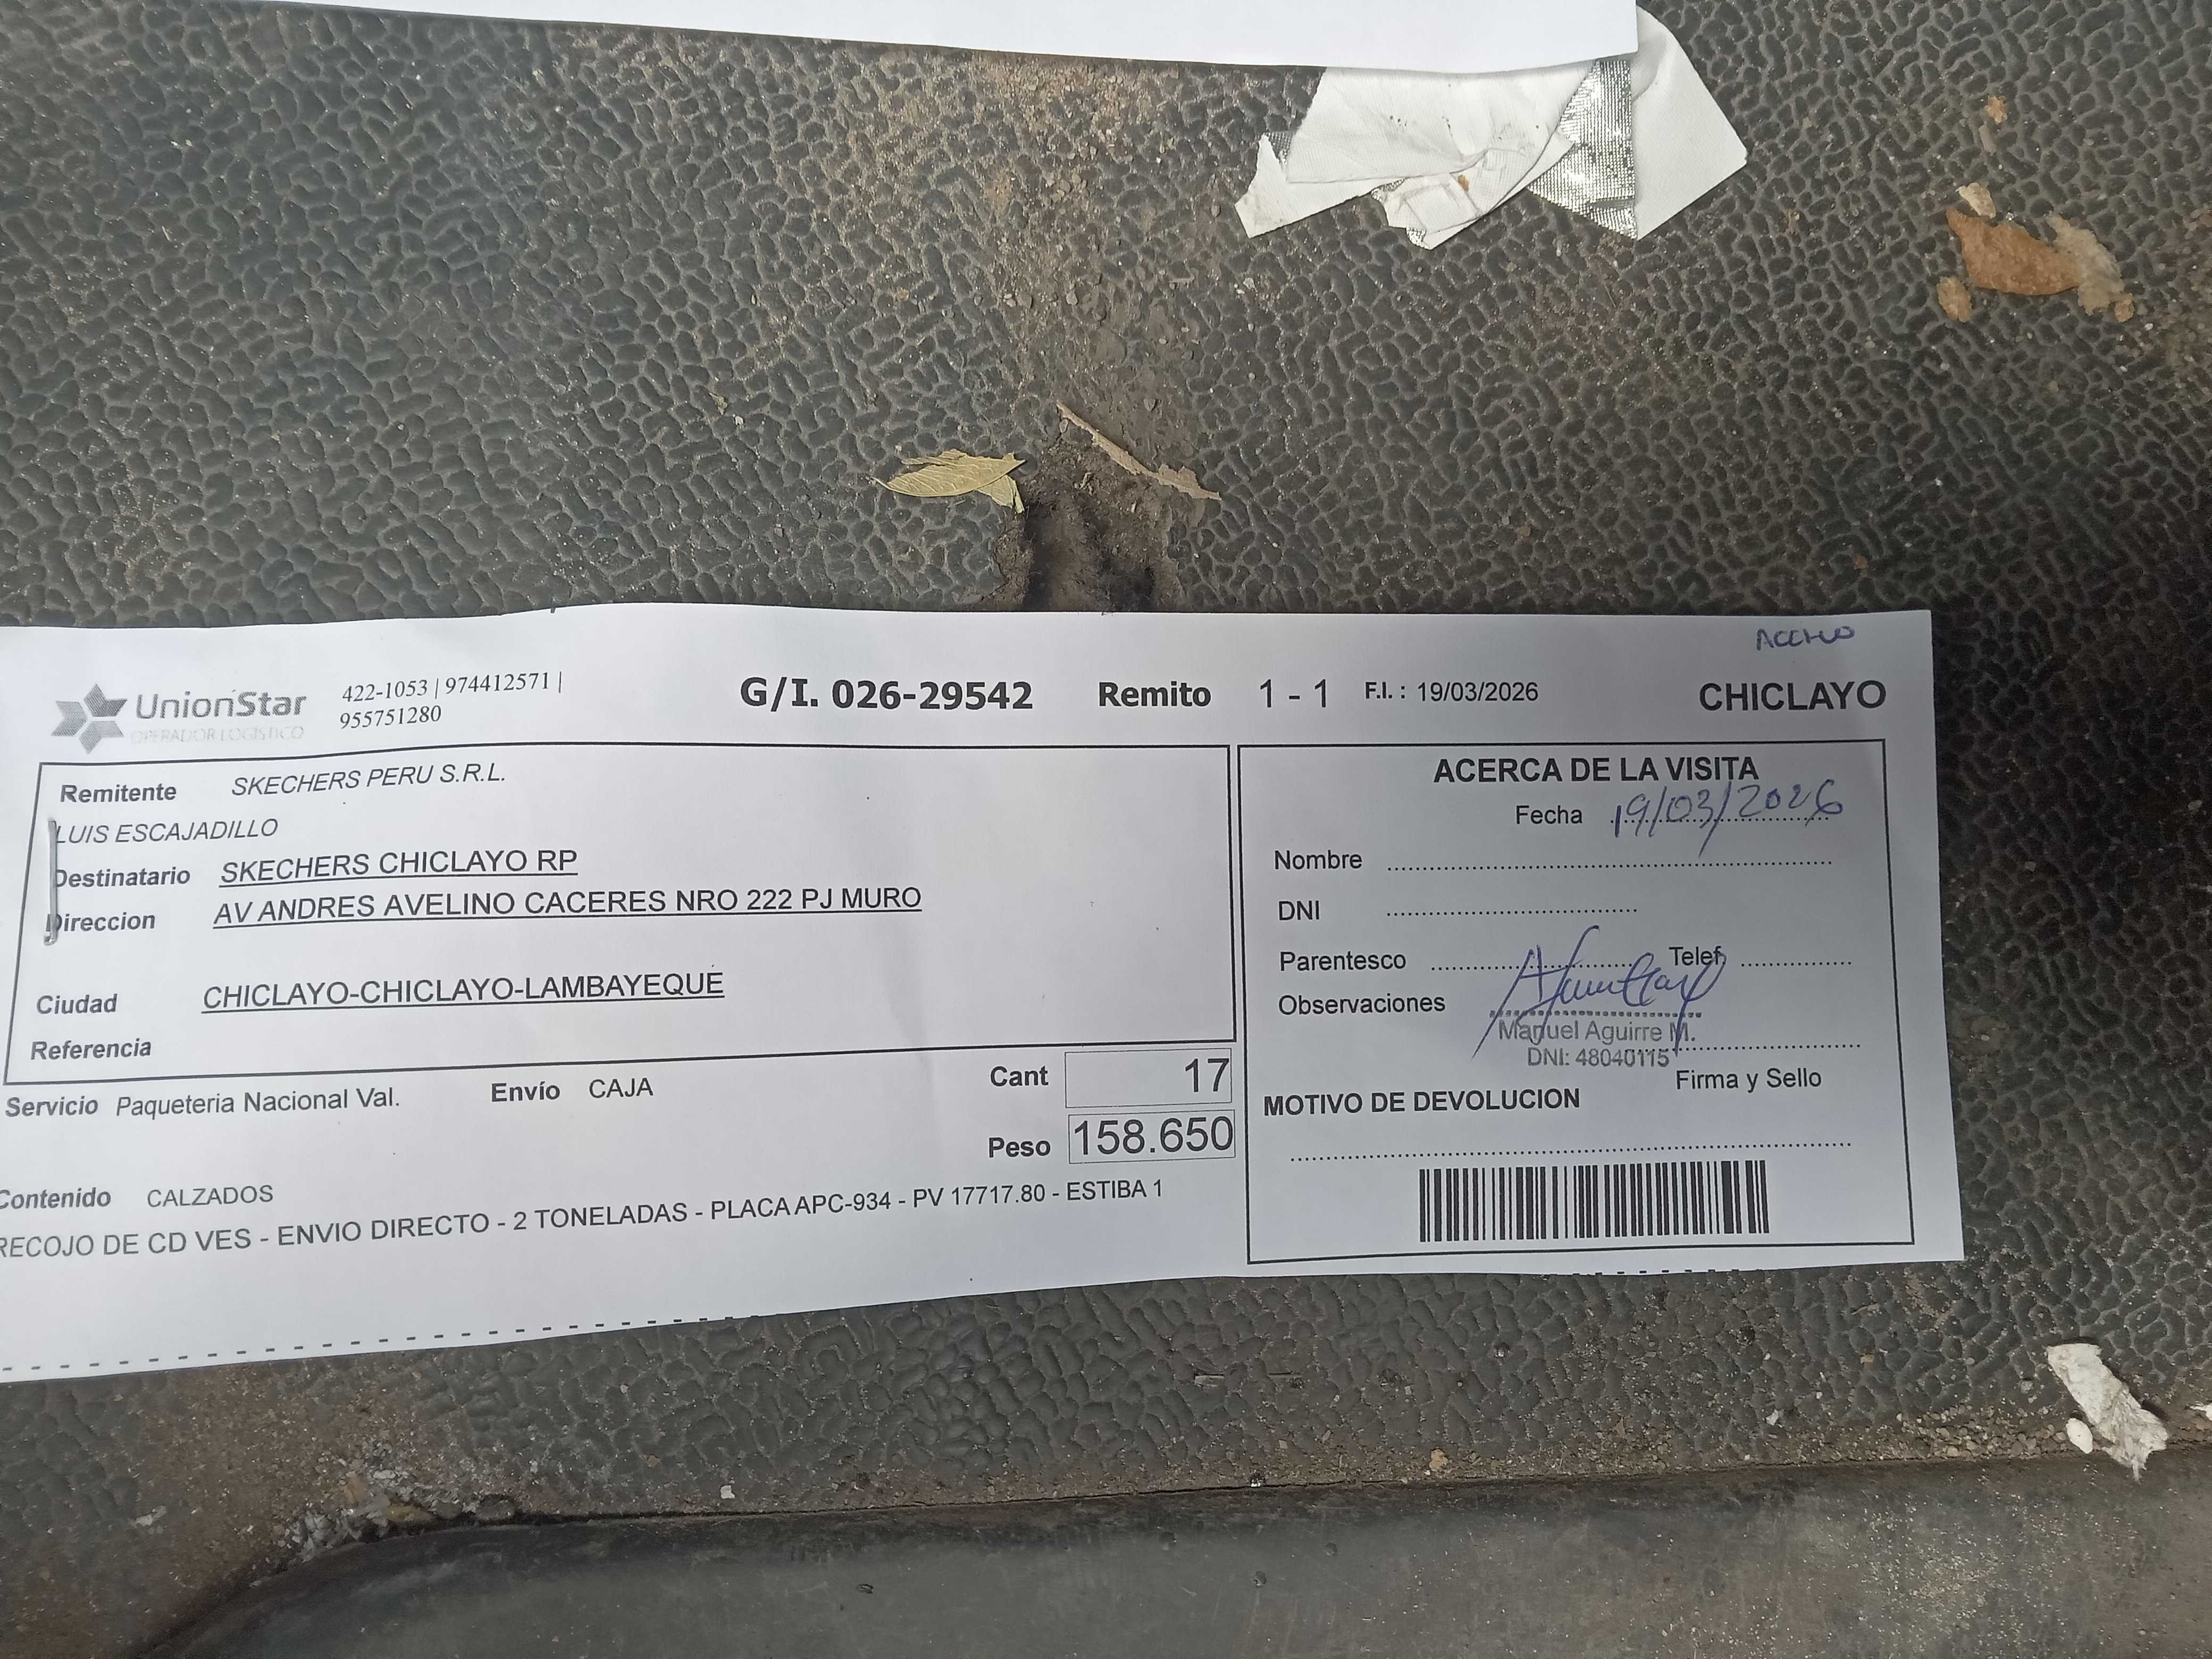 ACCHUO
UnionStar
OPERADOR LOGISTICO
422-1053 | 974412571 |
955751280
G/I. 026-29542 Remito 1 - 1 F.I. : 19/03/2026 CHICLAYO
Remitente SKECHERS PERU S.R.L.
LUIS ESCAJADILLO
Destinatario SKECHERS CHICLAYO RP
Direccion AV ANDRES AVELINO CACERES NRO 222 PJ MURO
Ciudad CHICLAYO-CHICLAYO-LAMBAYEQUE
Referencia
Servicio Paqueteria Nacional Val. Envío CAJA Cant 17
Peso 158.650
Contenido CALZADOS
RECOJO DE CD VES - ENVIO DIRECTO - 2 TONELADAS - PLACA APC-934 - PV 17717.80 - ESTIBA 1
ACERCA DE LA VISITA
Fecha 19/03/2026
Nombre
DNI
Parentesco Telef
Observaciones
Manuel Aguirre M.
DNI: 48040115
Firma y Sello
MOTIVO DE DEVOLUCION